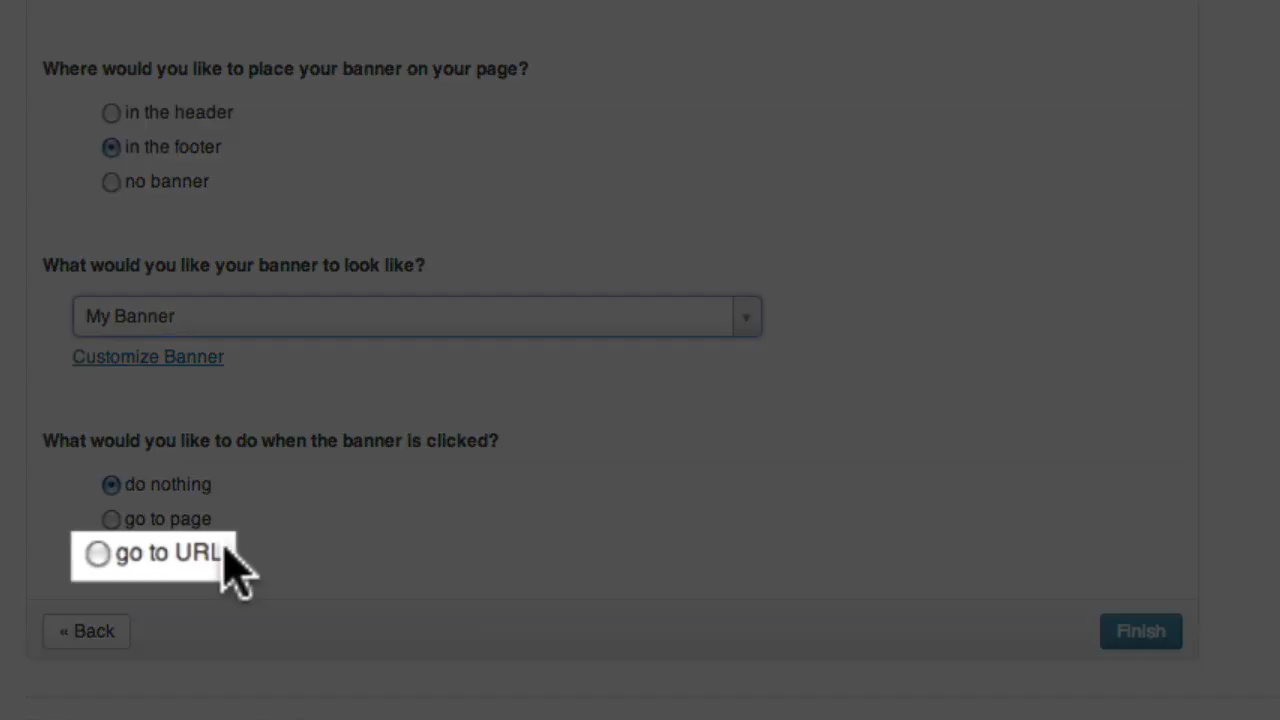 Where would you like to place your banner on your page?
in the header
in the footer
no banner
What would you like your banner to look like?
My Banner
Customize Banner
What would you like to do when the banner is clicked?
do nothing
go to page
go to URL
« Back
Finish